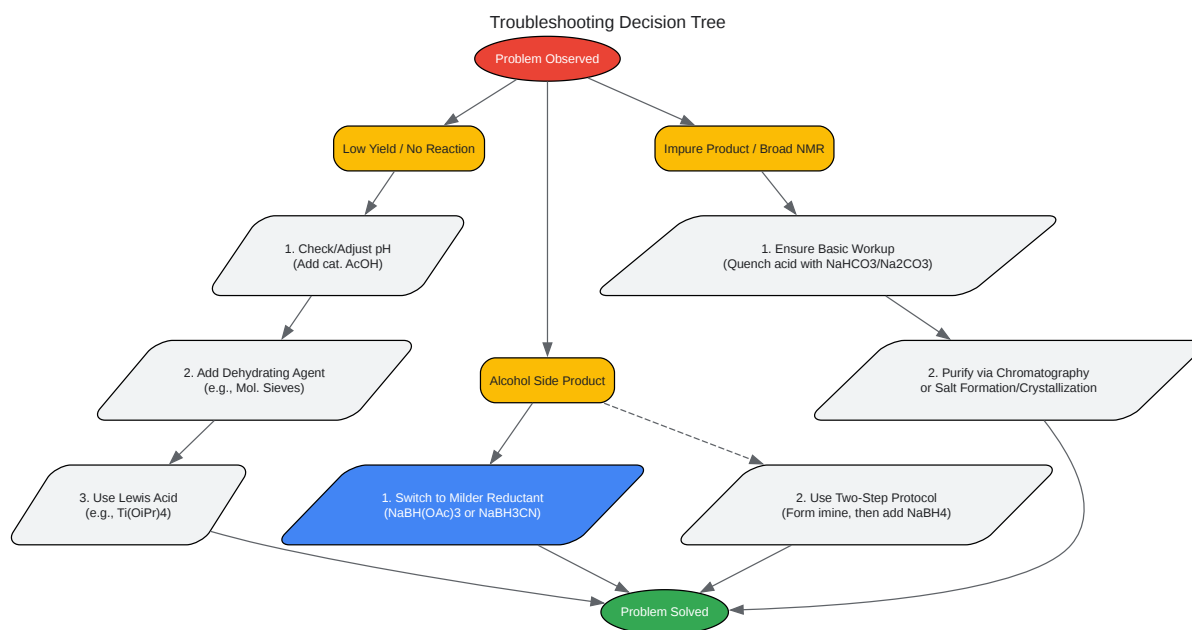 Troubleshooting Decision Tree
Problem Observed
Low Yield / No Reaction
Impure Product / Broad NMR
1. Check/Adjust pH
(Add cat. AcOH)
1. Ensure Basic Workup
(Quench acid with NaHCO3/Na2CO3)
2. Add Dehydrating Agent
(e.g., Mol. Sieves)
Alcohol Side Product
2. Purify via Chromatography
or Salt Formation/Crystallization
3. Use Lewis Acid
(e.g., Ti(OiPr)4)
1. Switch to Milder Reductant
(NaBH(OAc)3 or NaBH3CN)
2. Use Two-Step Protocol
(Form imine, then add NaBH4)
Problem Solved